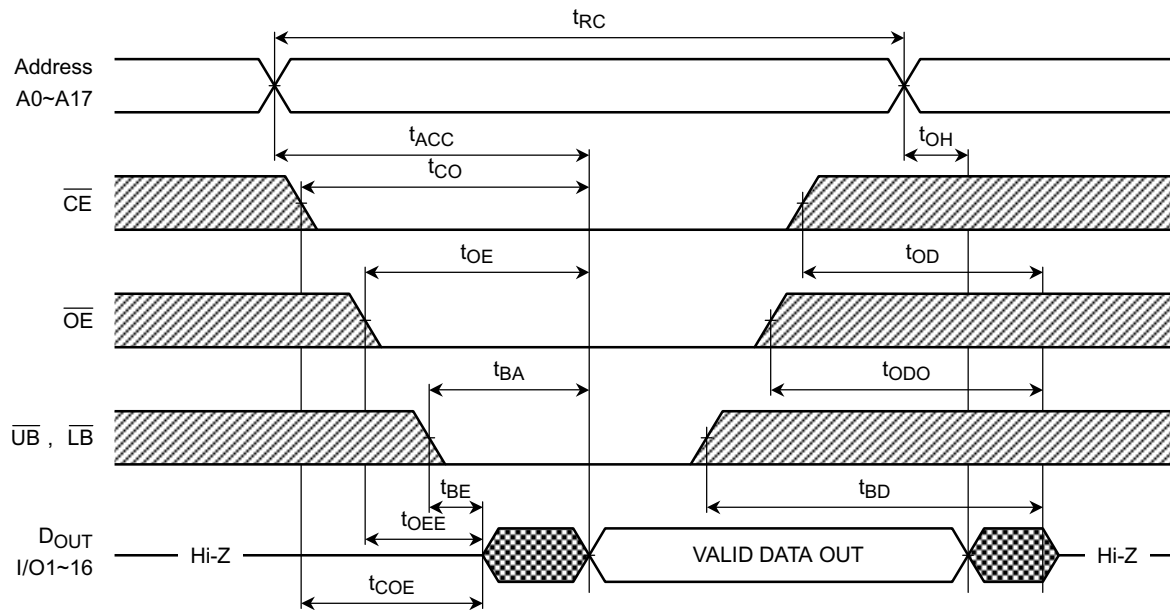 tRC
Address
A0~A17
tACC
tOH
tCO
CE
tOE
tOD
OE
tBA
tODO
UB , LB
tBE
tBD
tOEE
DOUT
I/O1~16
Hi-Z
VALID DATA OUT
Hi-Z
tCOE